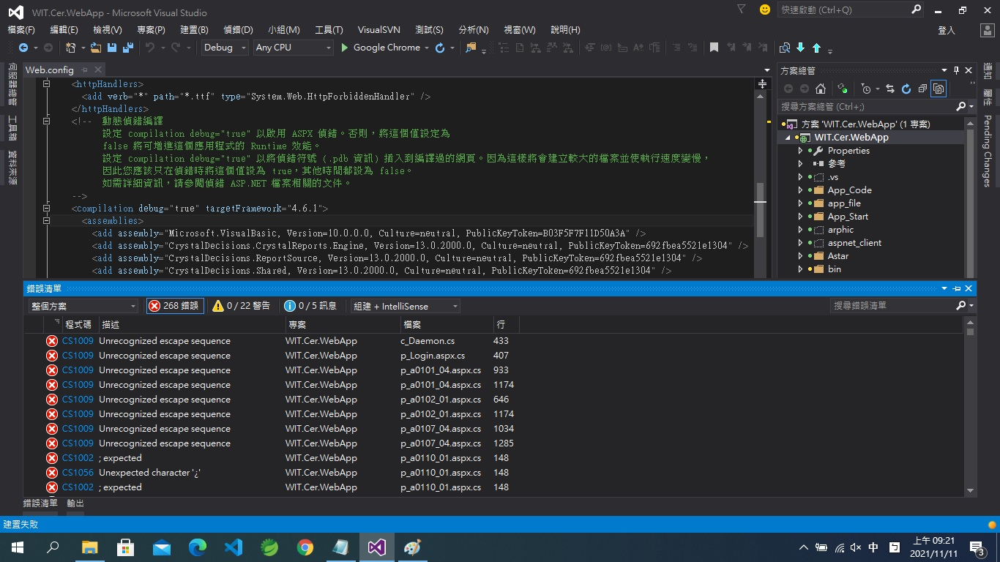 WIT.Cer.WebApp - Microsoft Visual Studio
快速啟動 (Ctrl+Q)
檔案(F) 編輯(E) 檢視(V) 專案(P) 建置(B) 偵錯(D) 小組(M) 工具(T) VisualSVN 測試(S) 分析(N) 視窗(W) 說明(H) 登入
Debug Any CPU Google Chrome
伺服器總管
工具箱
資料來源
Web.config
<httpHandlers>
<add verb="*" path="*.ttf" type="System.Web.HttpForbiddenHandler" />
</httpHandlers>
<!-- 動態偵錯編譯
設定 compilation debug="true" 以啟用 ASPX 偵錯。否則，將這個值設定為
false 將可增進這個應用程式的 Runtime 效能。
設定 compilation debug="true" 以將偵錯符號 (.pdb 資訊) 插入到編譯過的網頁。因為這樣將會建立較大的檔案並使執行速度變慢，
因此您應該只在偵錯時將這個值設為 true，其他時間都設為 false。
如需詳細資訊，請參閱偵錯 ASP.NET 檔案相關的文件。
-->
<compilation debug="true" targetFramework="4.6.1">
<assemblies>
<add assembly="Microsoft.VisualBasic, Version=10.0.0.0, Culture=neutral, PublicKeyToken=B03F5F7F11D50A3A" />
<add assembly="CrystalDecisions.CrystalReports.Engine, Version=13.0.2000.0, Culture=neutral, PublicKeyToken=692fbea5521e1304" />
<add assembly="CrystalDecisions.ReportSource, Version=13.0.2000.0, Culture=neutral, PublicKeyToken=692fbea5521e1304" />
<add assembly="CrystalDecisions.Shared, Version=13.0.2000.0, Culture=neutral, PublicKeyToken=692fbea5521e1304" />
方案總管
搜尋方案總管 (Ctrl+;)
方案 'WIT.Cer.WebApp' (1 專案)
WIT.Cer.WebApp
Properties
參考
.vs
App_Code
app_file
App_Start
arphic
aspnet_client
Astar
bin
通知
屬性
Pending Changes
錯誤清單
整個方案 268 錯誤 0 / 22 警告 0 / 5 訊息 組建 + IntelliSense 搜尋錯誤清單
程式碼 描述 專案 檔案 行
CS1009 Unrecognized escape sequence WIT.Cer.WebApp c_Daemon.cs 433
CS1009 Unrecognized escape sequence WIT.Cer.WebApp p_Login.aspx.cs 407
CS1009 Unrecognized escape sequence WIT.Cer.WebApp p_a0101_04.aspx.cs 933
CS1009 Unrecognized escape sequence WIT.Cer.WebApp p_a0101_04.aspx.cs 1174
CS1009 Unrecognized escape sequence WIT.Cer.WebApp p_a0102_01.aspx.cs 646
CS1009 Unrecognized escape sequence WIT.Cer.WebApp p_a0102_01.aspx.cs 1174
CS1009 Unrecognized escape sequence WIT.Cer.WebApp p_a0107_04.aspx.cs 1034
CS1009 Unrecognized escape sequence WIT.Cer.WebApp p_a0107_04.aspx.cs 1285
CS1002 ; expected WIT.Cer.WebApp p_a0110_01.aspx.cs 148
CS1056 Unexpected character '¿' WIT.Cer.WebApp p_a0110_01.aspx.cs 148
CS1002 ; expected WIT.Cer.WebApp p_a0110_01.aspx.cs 148
錯誤清單 輸出
建置失敗
中
上午 09:21
2021/11/11
3